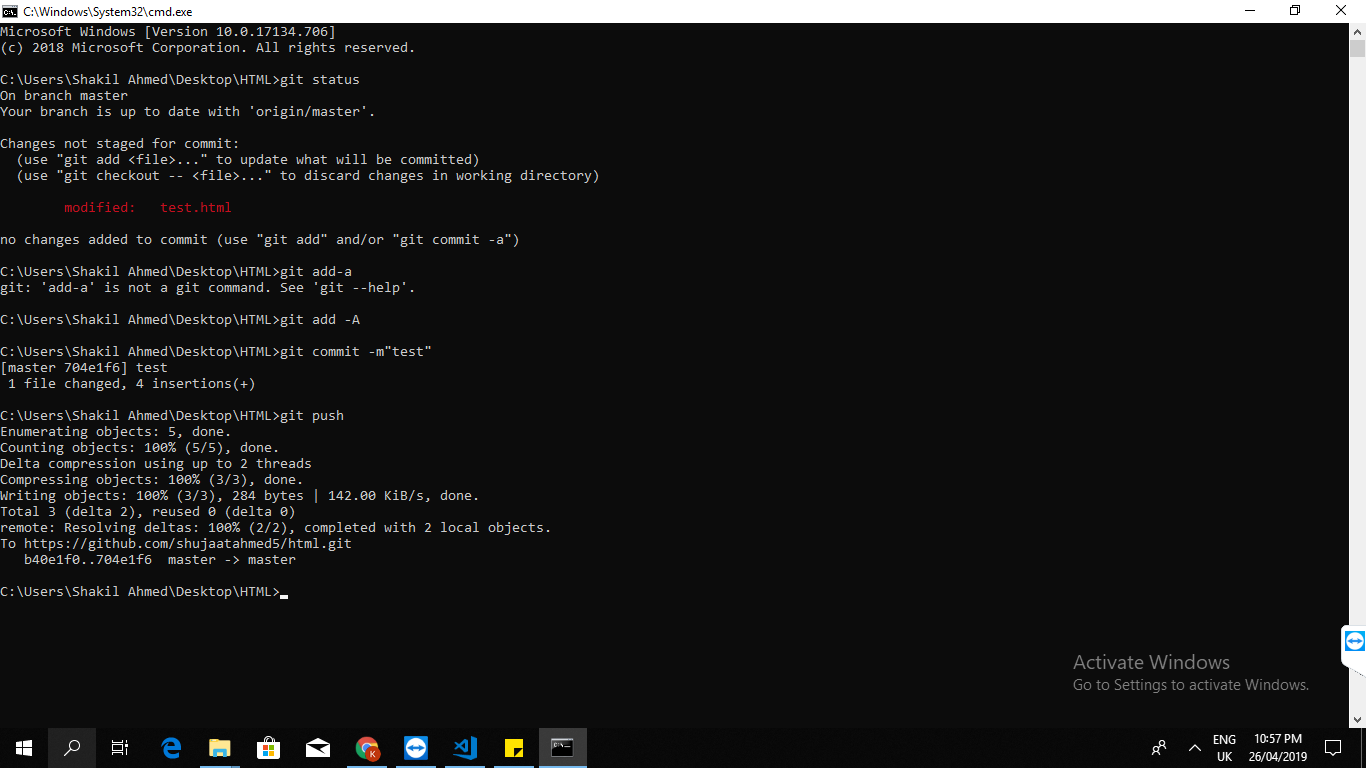 C:\Windows\System32\cmd.exe
Microsoft Windows [Version 10.0.17134.706]
(c) 2018 Microsoft Corporation. All rights reserved.
C:\Users\Shakil Ahmed\Desktop\HTML>git status
On branch master
Your branch is up to date with 'origin/master'.
Changes not staged for commit:
  (use "git add <file>..." to update what will be committed)
  (use "git checkout -- <file>..." to discard changes in working directory)
        modified:   test.html
no changes added to commit (use "git add" and/or "git commit -a")
C:\Users\Shakil Ahmed\Desktop\HTML>git add-a
git: 'add-a' is not a git command. See 'git --help'.
C:\Users\Shakil Ahmed\Desktop\HTML>git add -A
C:\Users\Shakil Ahmed\Desktop\HTML>git commit -m"test"
[master 704e1f6] test
 1 file changed, 4 insertions(+)
C:\Users\Shakil Ahmed\Desktop\HTML>git push
Enumerating objects: 5, done.
Counting objects: 100% (5/5), done.
Delta compression using up to 2 threads
Compressing objects: 100% (3/3), done.
Writing objects: 100% (3/3), 284 bytes | 142.00 KiB/s, done.
Total 3 (delta 2), reused 0 (delta 0)
remote: Resolving deltas: 100% (2/2), completed with 2 local objects.
To https://github.com/shujaatahmed5/html.git
   b40e1f0..704e1f6  master -> master
C:\Users\Shakil Ahmed\Desktop\HTML>
Activate Windows
Go to Settings to activate Windows.
K
ENG
UK
10:57 PM
26/04/2019